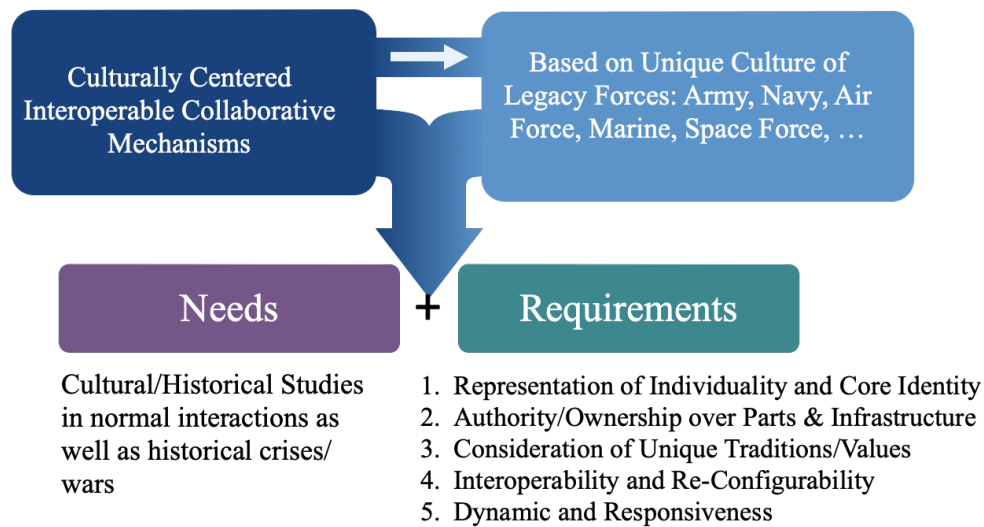 Culturally Centered
Interoperable Collaborative
Mechanisms
Based on Unique Culture of
Legacy Forces: Army, Navy, Air
Force, Marine, Space Force, …
Needs
+
Requirements
Cultural/Historical Studies
in normal interactions as
well as historical crises/
wars
1. Representation of Individuality and Core Identity
2. Authority/Ownership over Parts & Infrastructure
3. Consideration of Unique Traditions/Values
4. Interoperability and Re-Configurability
5. Dynamic and Responsiveness